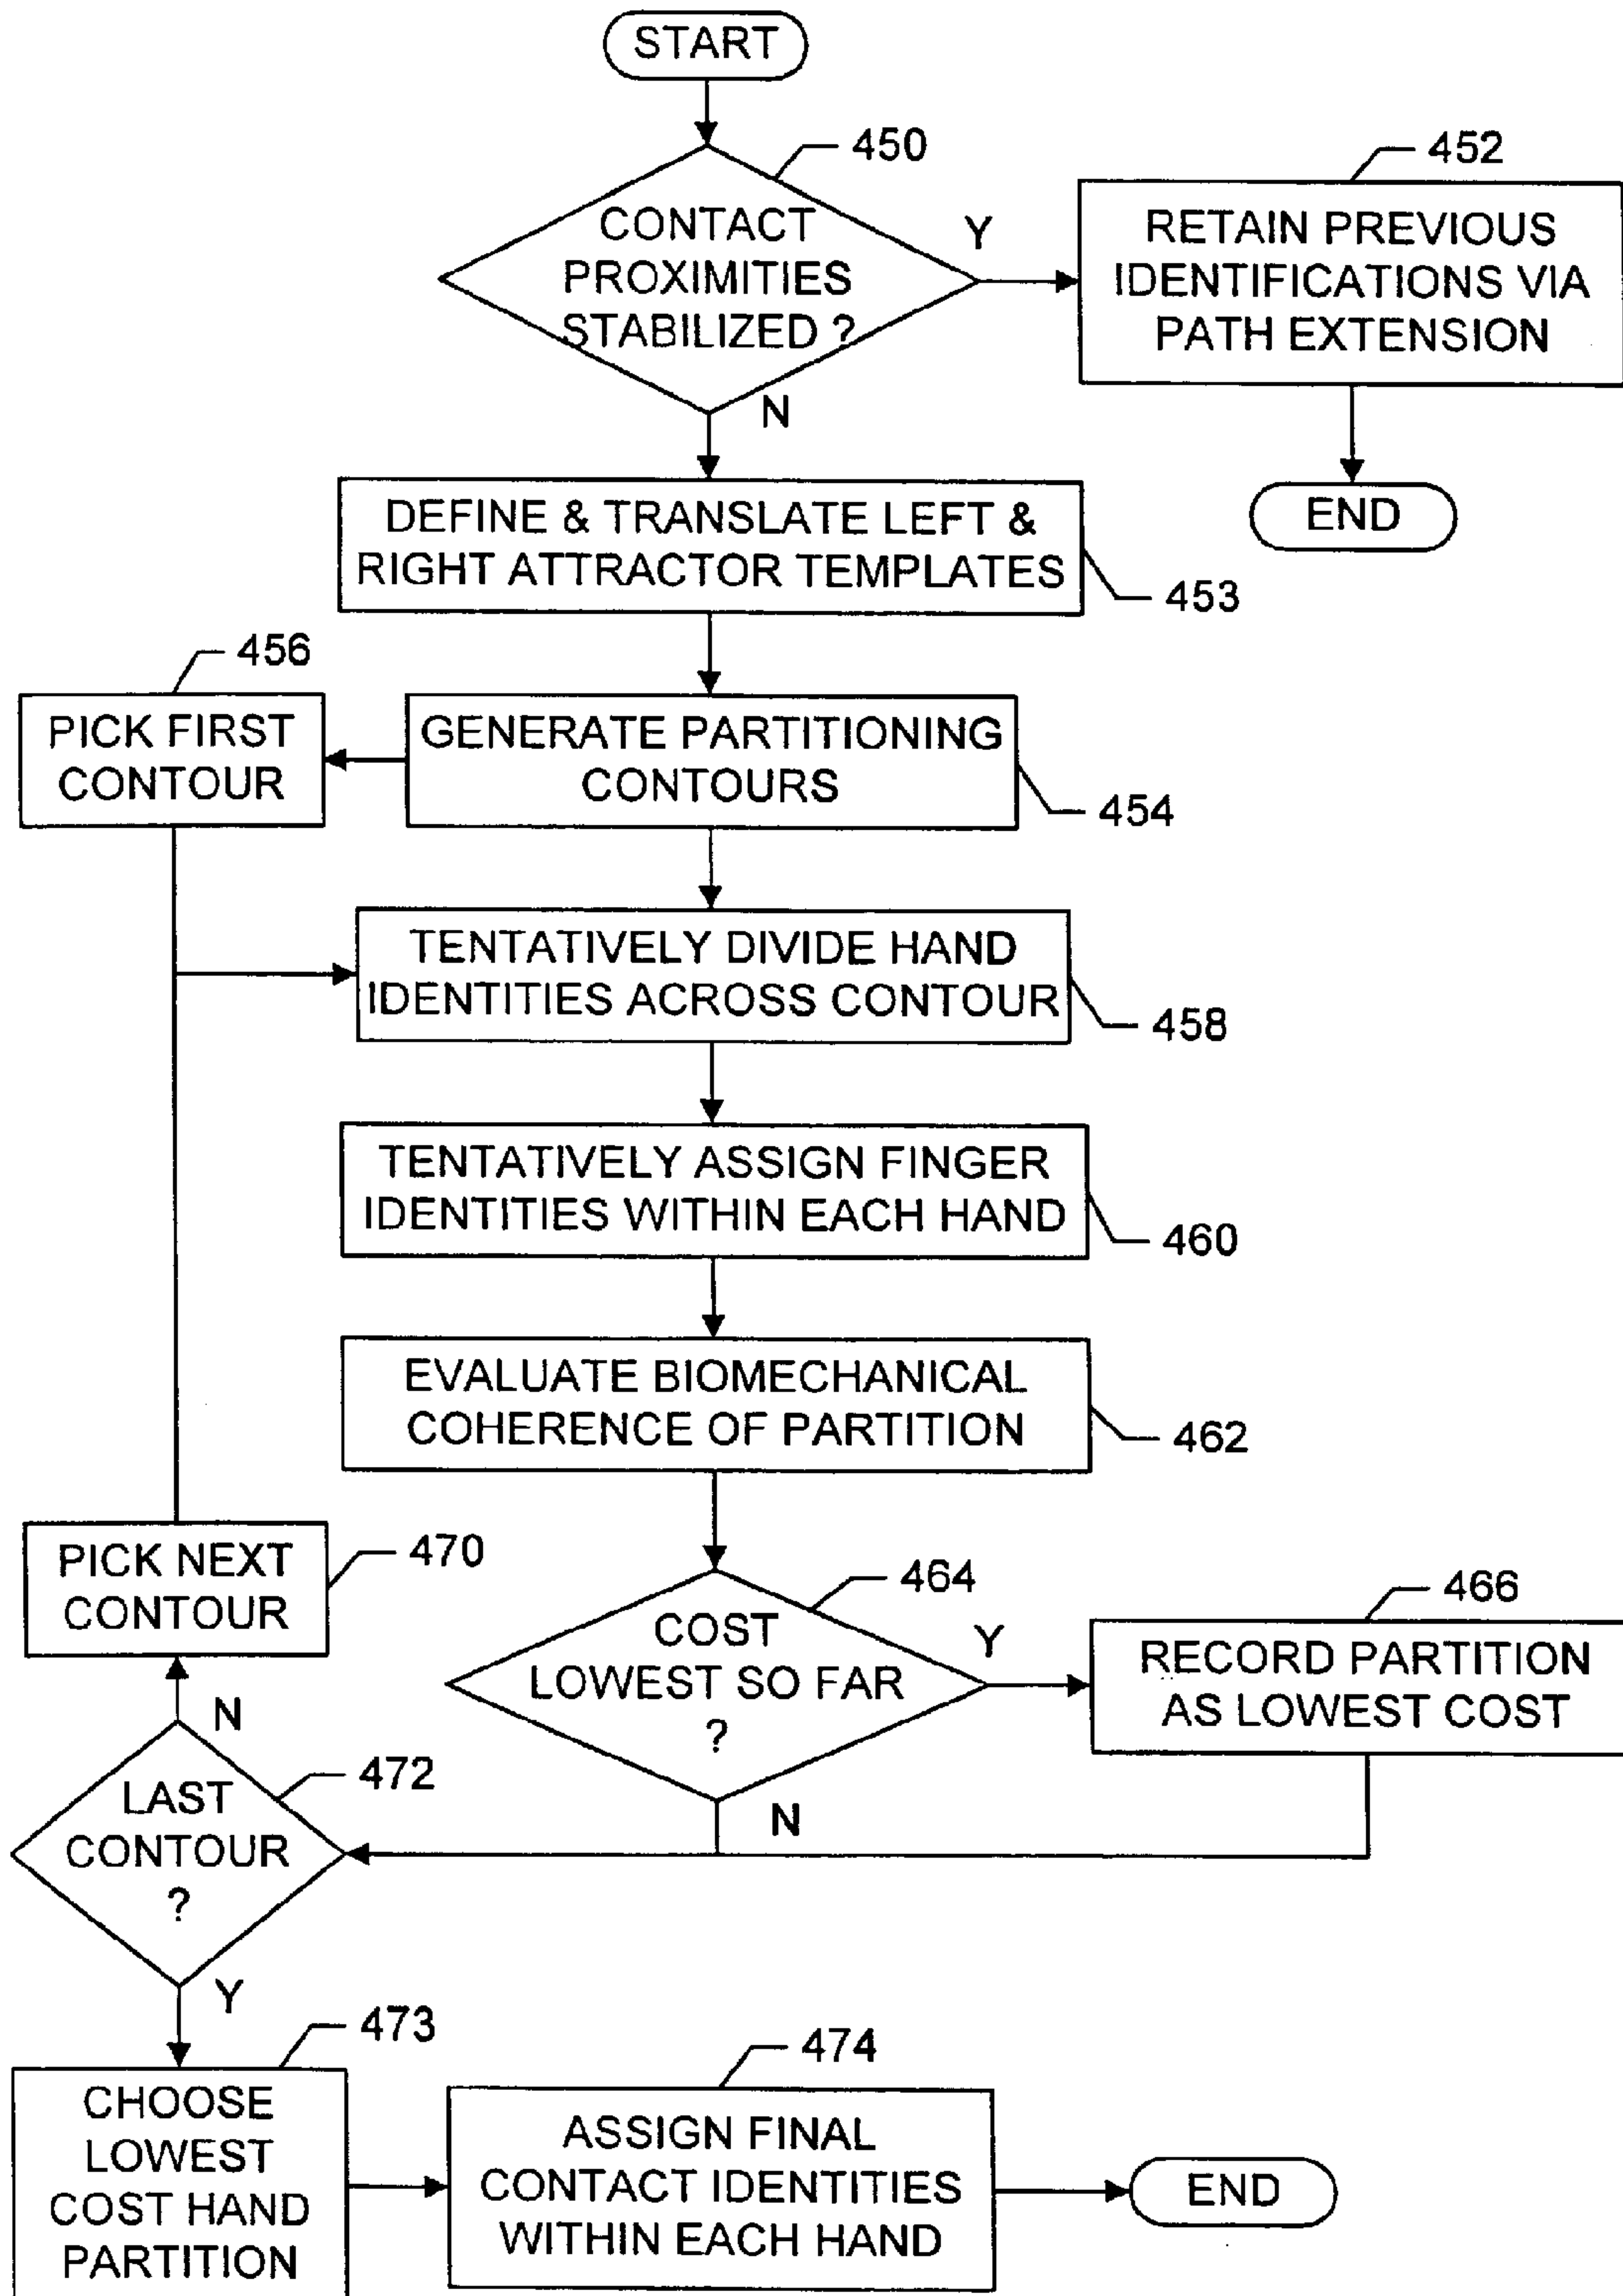 START
450
CONTACT
PROXIMITIES
STABILIZED ?
Y
N
452
RETAIN PREVIOUS
IDENTIFICATIONS VIA
PATH EXTENSION
END
DEFINE & TRANSLATE LEFT &
RIGHT ATTRACTOR TEMPLATES
453
456
PICK FIRST
CONTOUR
GENERATE PARTITIONING
CONTOURS
454
TENTATIVELY DIVIDE HAND
IDENTITIES ACROSS CONTOUR
458
TENTATIVELY ASSIGN FINGER
IDENTITIES WITHIN EACH HAND
460
EVALUATE BIOMECHANICAL
COHERENCE OF PARTITION
462
PICK NEXT
CONTOUR
470
464
COST
LOWEST SO FAR
?
Y
N
466
RECORD PARTITION
AS LOWEST COST
N
472
LAST
CONTOUR
?
Y
473
CHOOSE
LOWEST
COST HAND
PARTITION
474
ASSIGN FINAL
CONTACT IDENTITIES
WITHIN EACH HAND
END